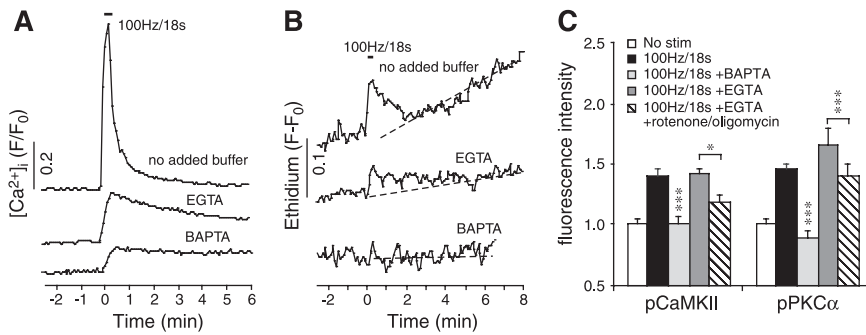 A
100Hz/18s
[Ca²⁺]i (F/F₀)
0.2
no added buffer
EGTA
BAPTA
-2 -1 0 1 2 3 4 5 6
Time (min)
B
100Hz/18s
no added buffer
Ethidium (F-F₀)
0.1
EGTA
BAPTA
-2 0 2 4 6 8
Time (min)
C
No stim
100Hz/18s
100Hz/18s +BAPTA
100Hz/18s +EGTA
100Hz/18s +EGTA
+rotenone/oligomycin
fluorescence intensity
2.5
2.0
1.5
1.0
0.5
***
*
***
***
pCaMKII
pPKCα